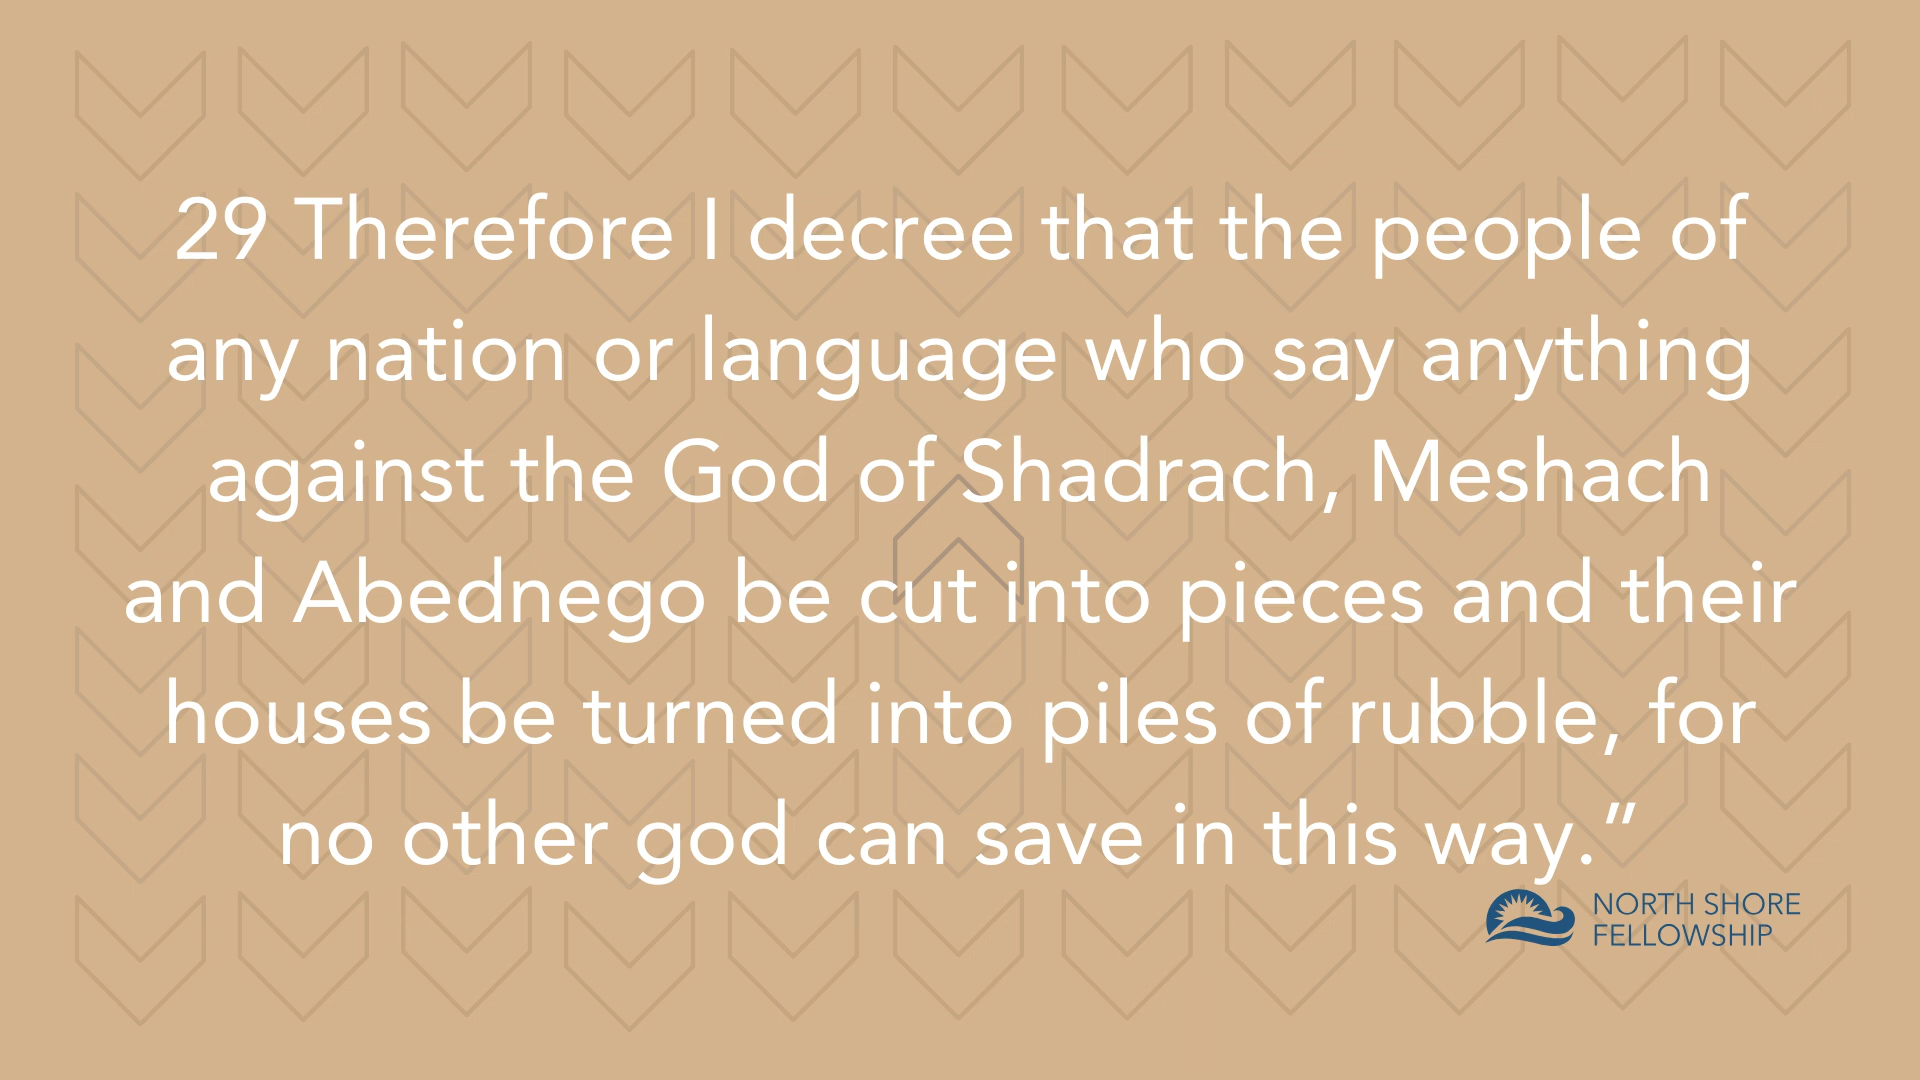 29 Therefore I decree that the people of
any nation or language who say anything
against the God of Shadrach, Meshach
and Abednego be cut into pieces and their
houses be turned into piles of rubble, for
no other god can save in this way.”
NORTH SHORE
FELLOWSHIP